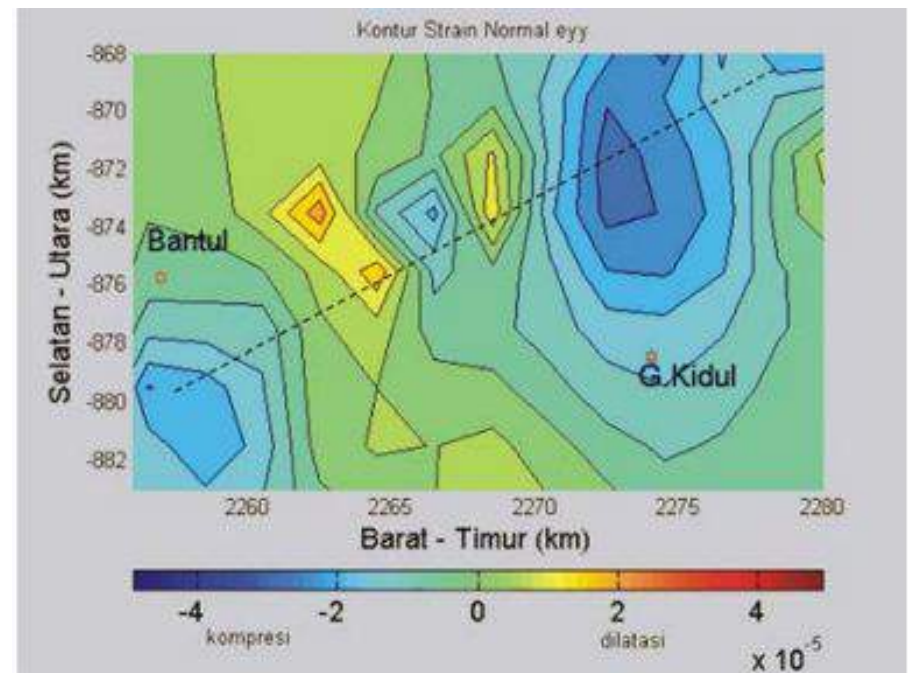 Kontur Strain Normal eyy
Selatan - Utara (km)
-868
-870
-872
-874
-876
-878
-880
-882
Bantul
G.Kidul
2260 2265 2270 2275 2280
Barat - Timur (km)
-4 -2 0 2 4
kompresi dilatasi
x 10-5